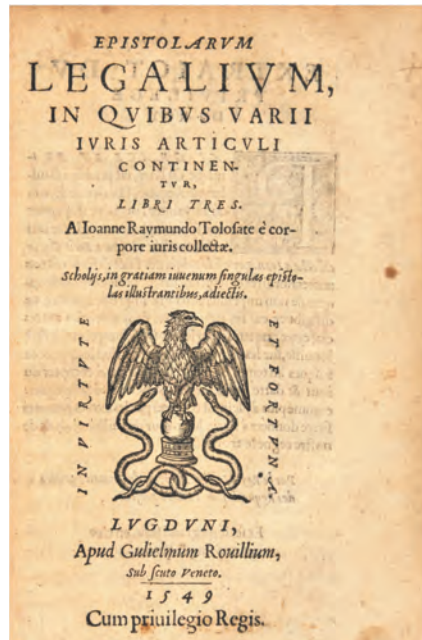 EPISTOLARVM
LEGALIVM,
IN QVIBVS VARII
IVRIS ARTICVLI
CONTINEN-
TVR,
LIBRI TRES.
A Ioanne Raymundo Tolosate è cor-
pore iuris collectæ.
Scholijs, in gratiam iuuenum singulas episto-
las illustrantibus, adiectis.
IN VIRTVTE
ET FORTVNA.
LVGDVNI,
Apud Gulielmum Rouillium,
Sub scuto Veneto.
1549
Cum priuilegio Regis.